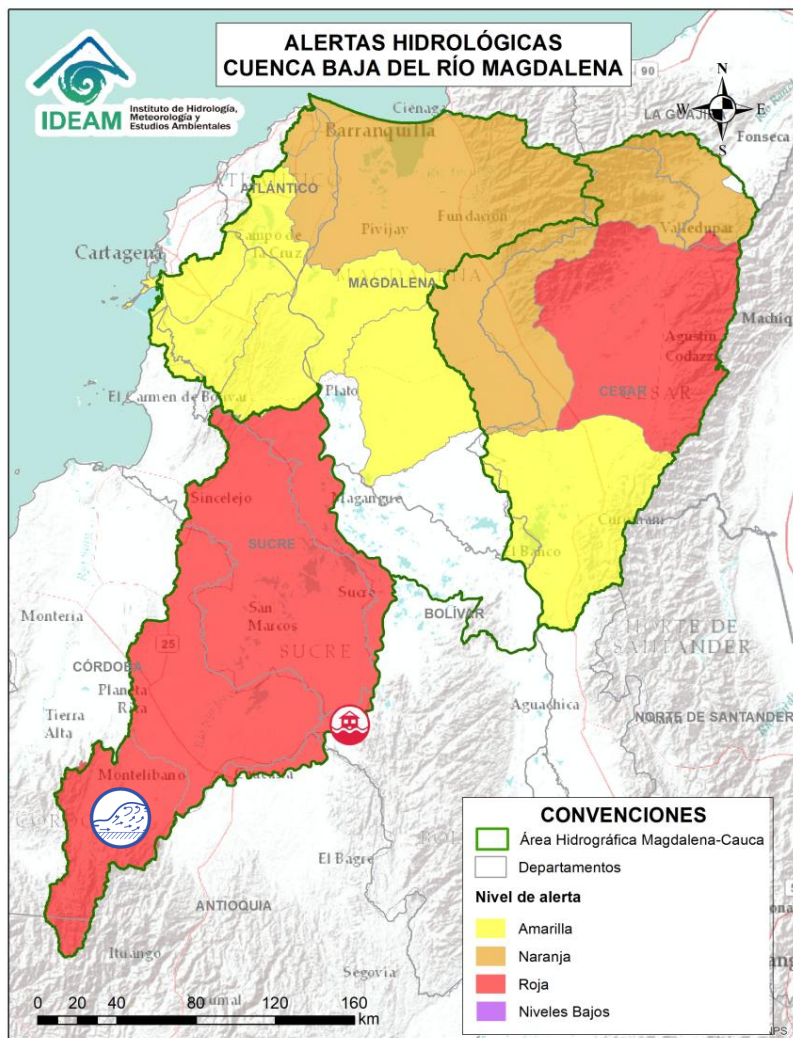 ALERTAS HIDROLÓGICAS
CUENCA BAJA DEL RÍO MAGDALENA
IDEAM
Instituto de Hidrología,
Meteorología y
Estudios Ambientales
90
N
W E
S
Ciénaga
LA GUAJIRA
Fonseca
Barranquilla
ATLÁNTICO
Valledupar
Pivijay
Fundación
Campo de
la Cruz
Cartagena
MAGDALENA
MAGDALENA
Machiq
Agustín
Codazzi
CESAR
CESAR
El Carmen de Bolívar
Plato
Sincelejo
Magangue
SUCRE
El Banco
Sucre
San
Marcos
BOLÍVAR
Montería
SUCRE
NORTE DE
SANTANDER
25
CÓRDOBA
Planeta
Rica
Tierra
Alta
Aguachica
NORTE DE SANTANDER
Montelíbano
El Bagre
ANTIOQUIA
Ituango
Segovia
CONVENCIONES
Área Hidrográfica Magdalena-Cauca
Departamentos
Nivel de alerta
Amarilla
Naranja
Roja
Niveles Bajos
0 20 40 80 120 160
km